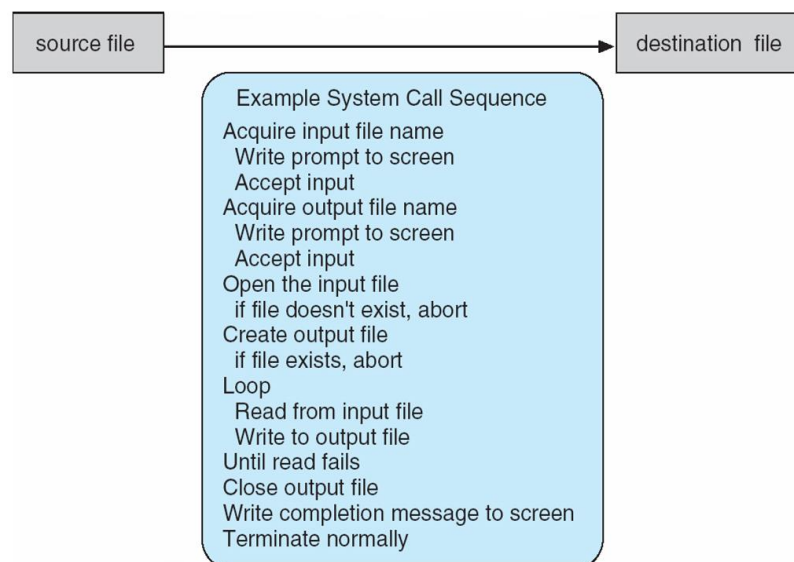 source file
destination file
Example System Call Sequence
Acquire input file name
Write prompt to screen
Accept input
Acquire output file name
Write prompt to screen
Accept input
Open the input file
if file doesn't exist, abort
Create output file
if file exists, abort
Loop
Read from input file
Write to output file
Until read fails
Close output file
Write completion message to screen
Terminate normally